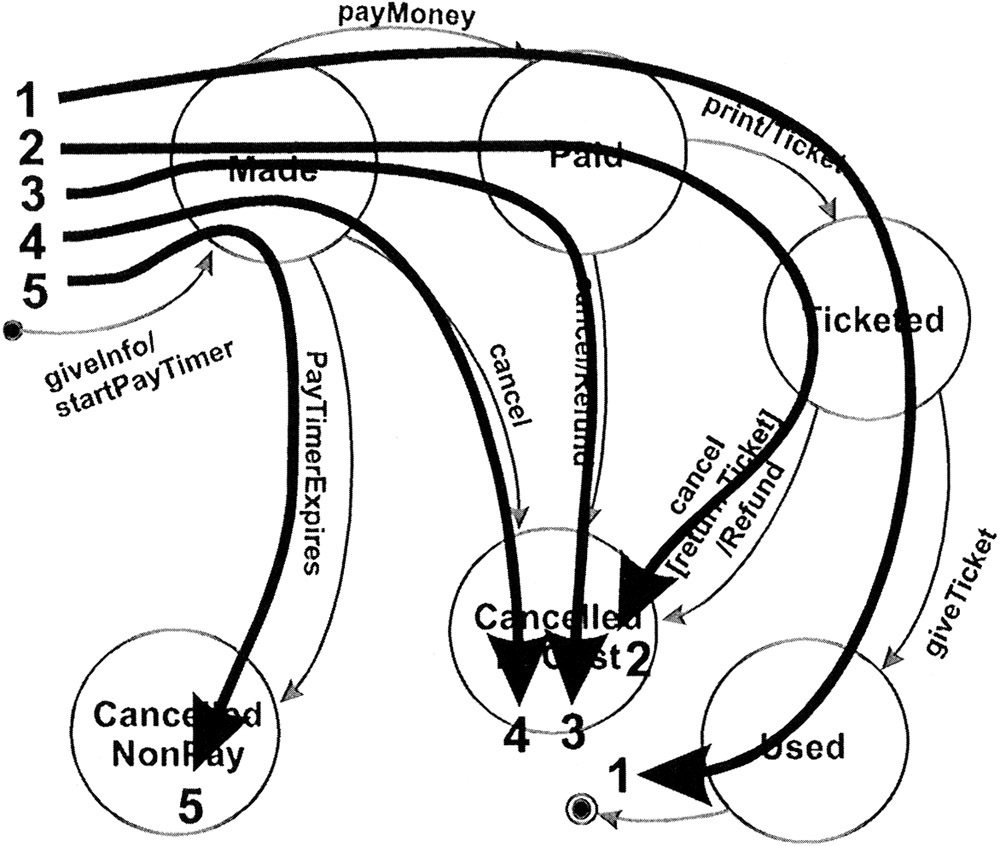 payMoney
1
2
3
4
5
Made
Paid
print/Ticket
Ticketed
giveInfo/
startPayTimer
PayTimerExpires
cancel
cancel/Refund
cancel
[returnTicket]
/Refund
giveTicket
Cancelled
NonPay
5
Cancelled
2
4
3
1
Used